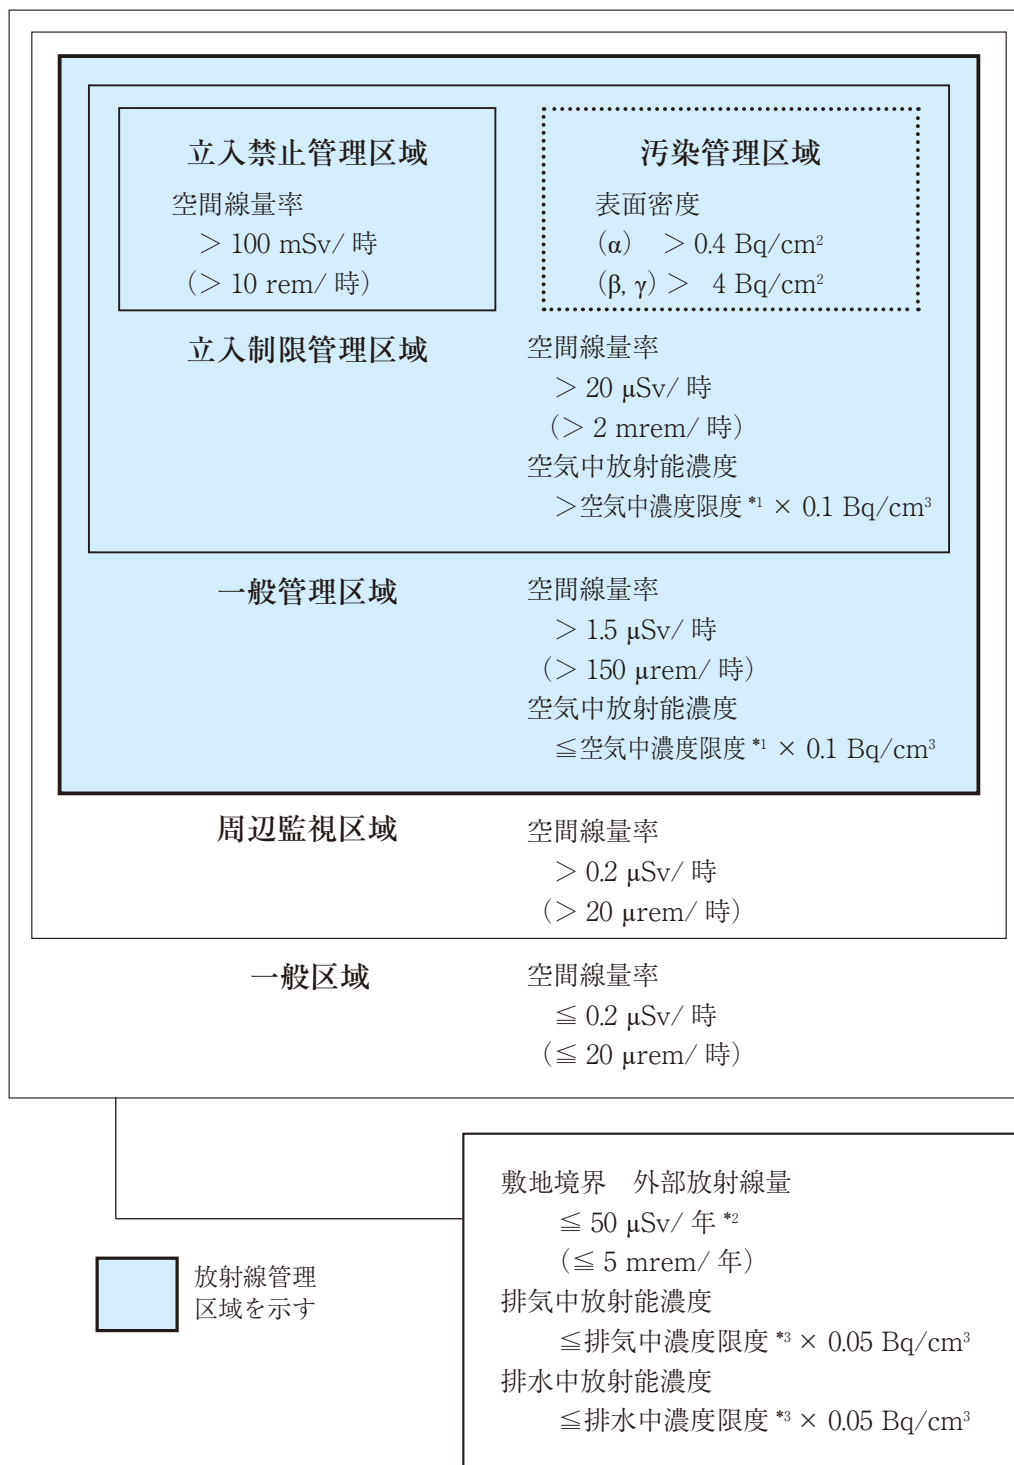 立入禁止管理区域
空間線量率
> 100 mSv/ 時
(> 10 rem/ 時)
汚染管理区域
表面密度
(α) > 0.4 Bq/cm²
(β, γ) > 4 Bq/cm²
立入制限管理区域
空間線量率
> 20 μSv/ 時
(> 2 mrem/ 時)
空気中放射能濃度
>空気中濃度限度 *1 × 0.1 Bq/cm³
一般管理区域
空間線量率
> 1.5 μSv/ 時
(> 150 μrem/ 時)
空気中放射能濃度
≦空気中濃度限度 *1 × 0.1 Bq/cm³
周辺監視区域
空間線量率
> 0.2 μSv/ 時
(> 20 μrem/ 時)
一般区域
空間線量率
≦ 0.2 μSv/ 時
(≦ 20 μrem/ 時)
敷地境界 外部放射線量
≦ 50 μSv/ 年 *2
(≦ 5 mrem/ 年)
排気中放射能濃度
≦排気中濃度限度 *3 × 0.05 Bq/cm³
排水中放射能濃度
≦排水中濃度限度 *3 × 0.05 Bq/cm³
放射線管理
区域を示す